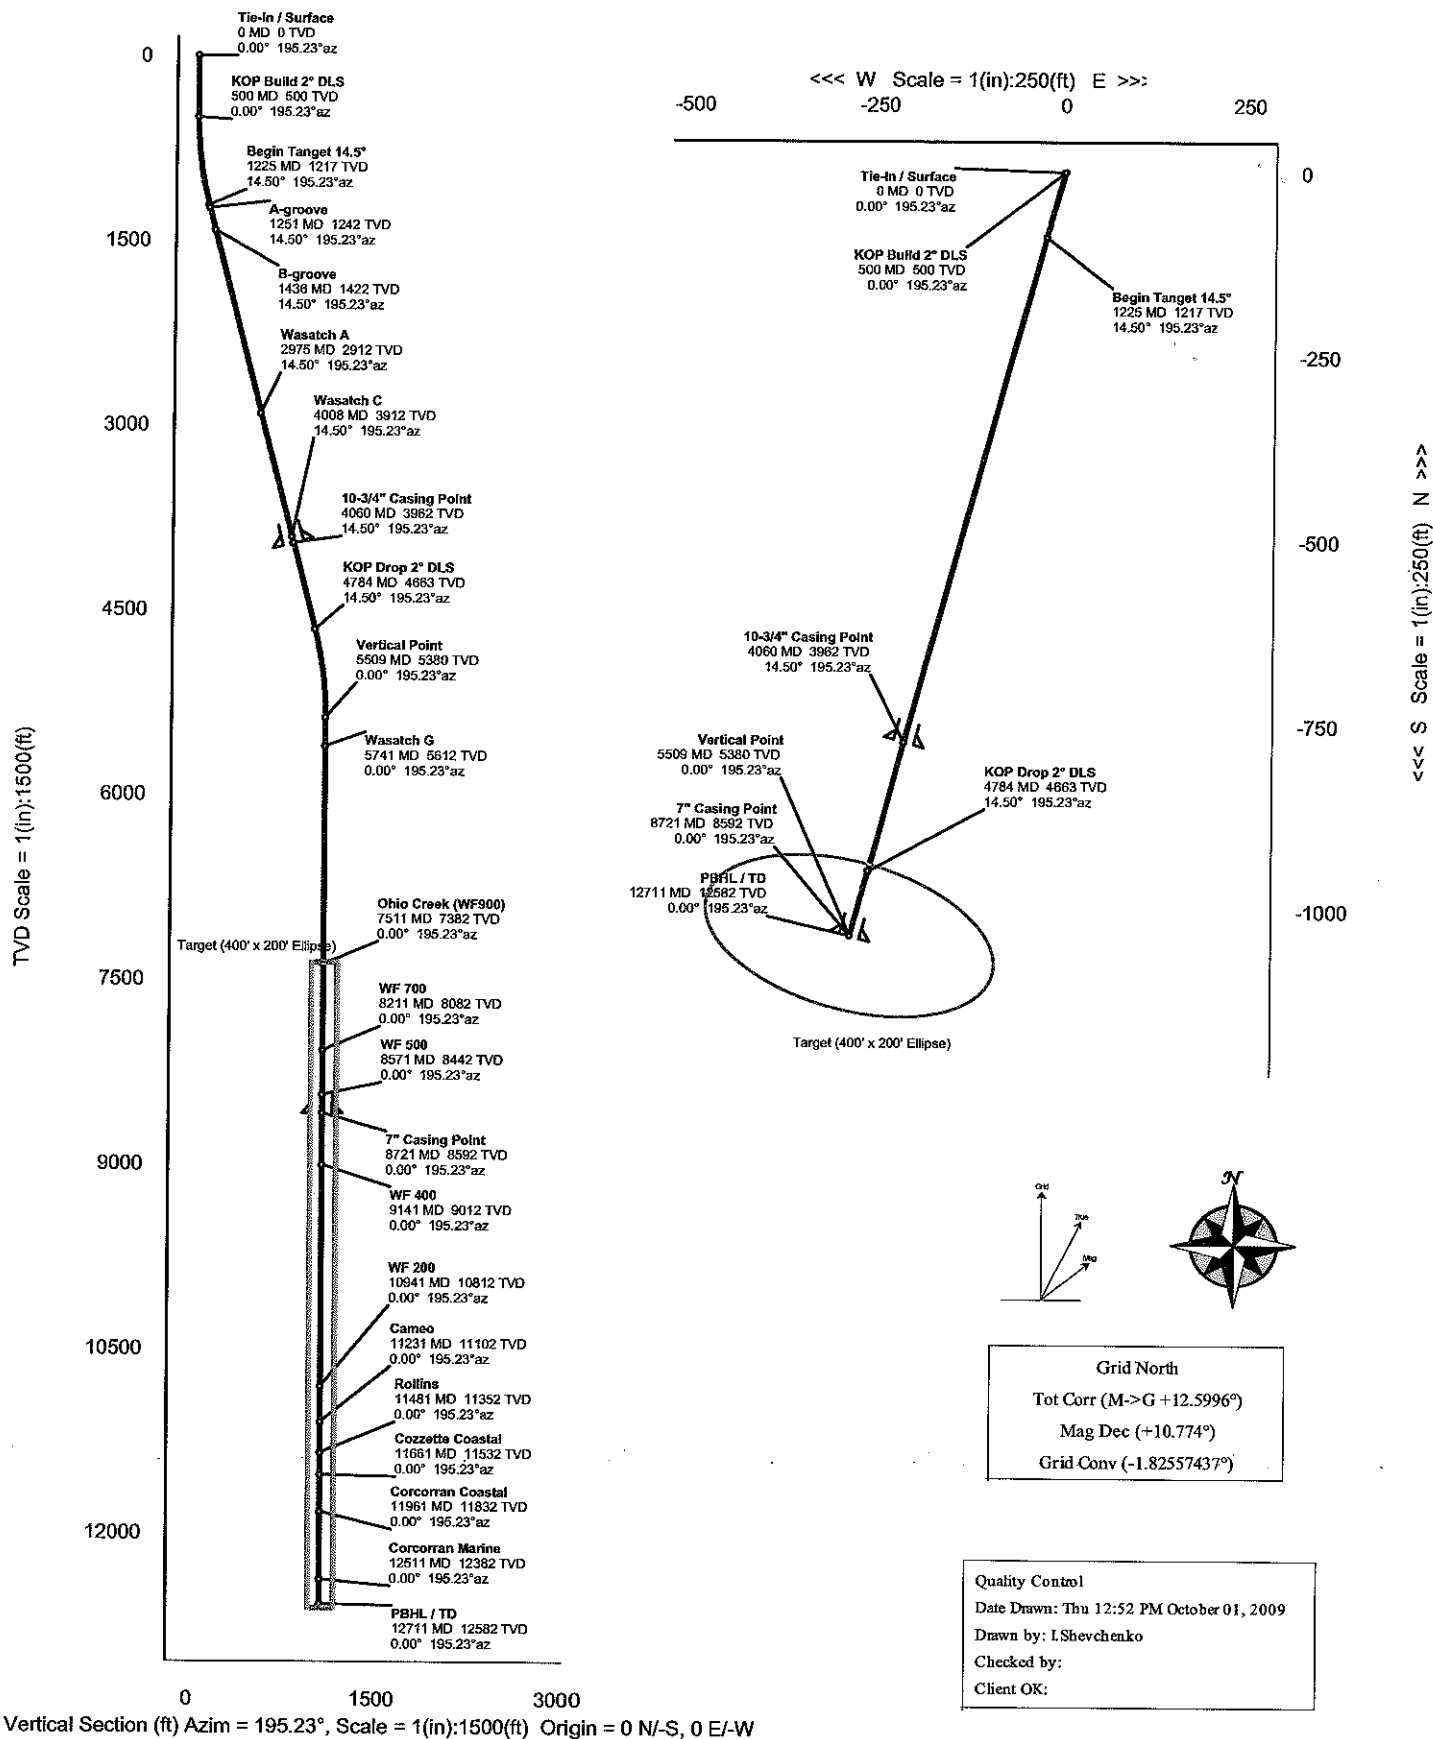 Tie-In / Surface
0 MD 0 TVD
0.00° 195.23°az
0
KOP Build 2° DLS
500 MD 500 TVD
0.00° 195.23°az
Begin Tanget 14.5°
1225 MD 1217 TVD
14.50° 195.23°az
A-groove
1251 MD 1242 TVD
14.50° 195.23°az
1500
B-groove
1436 MD 1422 TVD
14.50° 195.23°az
Wasatch A
2975 MD 2912 TVD
14.50° 195.23°az
Wasatch C
4008 MD 3912 TVD
14.50° 195.23°az
3000
10-3/4" Casing Point
4060 MD 3962 TVD
14.50° 195.23°az
KOP Drop 2° DLS
4784 MD 4663 TVD
14.50° 195.23°az
4500
Vertical Point
5509 MD 5380 TVD
0.00° 195.23°az
Wasatch G
5741 MD 5612 TVD
0.00° 195.23°az
6000
TVD Scale = 1(in):1500(ft)
Ohio Creek (WF900)
7511 MD 7382 TVD
0.00° 195.23°az
Target (400' x 200' Ellipse)
7500
WF 700
8211 MD 8082 TVD
0.00° 195.23°az
WF 500
8571 MD 8442 TVD
0.00° 195.23°az
7" Casing Point
8721 MD 8592 TVD
0.00° 195.23°az
9000
WF 400
9141 MD 9012 TVD
0.00° 195.23°az
WF 200
10941 MD 10812 TVD
0.00° 195.23°az
Cameo
11231 MD 11102 TVD
0.00° 195.23°az
10500
Rollins
11481 MD 11352 TVD
0.00° 195.23°az
Cozzette Coastal
11661 MD 11532 TVD
0.00° 195.23°az
Corcorran Coastal
11961 MD 11832 TVD
0.00° 195.23°az
12000
Corcorran Marine
12511 MD 12382 TVD
0.00° 195.23°az
PBHL / TD
12711 MD 12582 TVD
0.00° 195.23°az
0 1500 3000
Vertical Section (ft) Azim = 195.23°, Scale = 1(in):1500(ft) Origin = 0 N/-S, 0 E/-W
<<< W Scale = 1(in):250(ft) E >>>
-500 -250 0 250
Tie-In / Surface
0 MD 0 TVD
0.00° 195.23°az
0
KOP Build 2° DLS
500 MD 500 TVD
0.00° 195.23°az
Begin Tanget 14.5°
1225 MD 1217 TVD
14.50° 195.23°az
-250
-500
<<< S Scale = 1(in):250(ft) N >>>
10-3/4" Casing Point
4060 MD 3962 TVD
14.50° 195.23°az
-750
Vertical Point
5509 MD 5380 TVD
0.00° 195.23°az
KOP Drop 2° DLS
4784 MD 4663 TVD
14.50° 195.23°az
7" Casing Point
8721 MD 8592 TVD
0.00° 195.23°az
PBHL / TD
12711 MD 12582 TVD
0.00° 195.23°az
-1000
Target (400' x 200' Ellipse)
Grid
True
Mag
N
Grid North
Tot Corr (M->G +12.5996°)
Mag Dec (+10.774°)
Grid Conv (-1.82557437°)
Quality Control
Date Drawn: Thu 12:52 PM October 01, 2009
Drawn by: I.Shevchenko
Checked by:
Client OK: